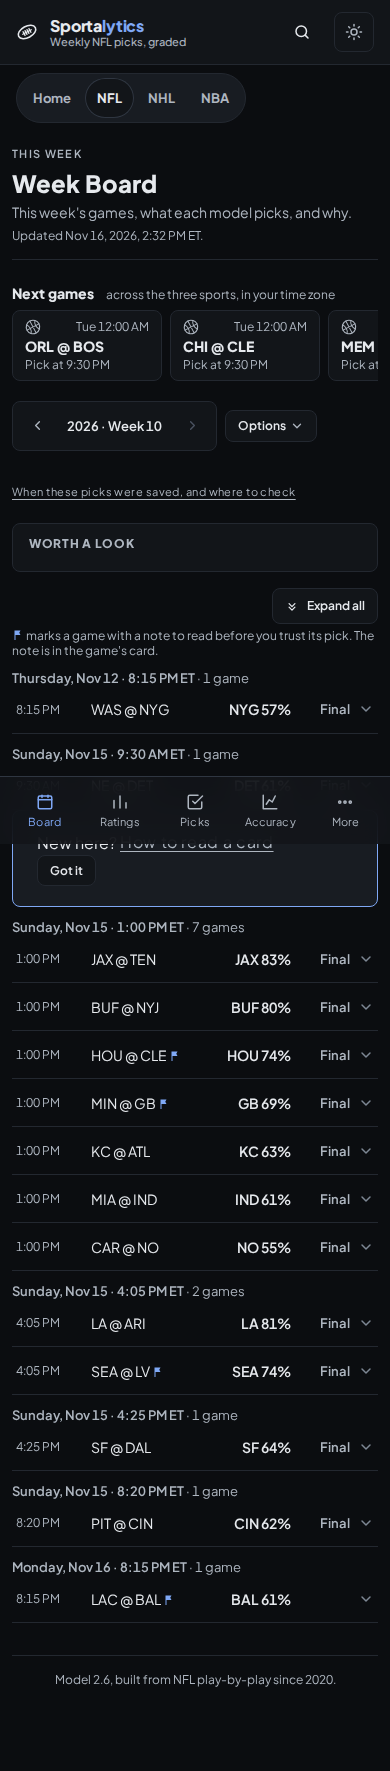 Sportalytics
Weekly NFL picks, graded
Home NFL NHL NBA
THIS WEEK
Week Board
This week's games, what each model picks, and why.
Updated Nov 16, 2026, 2:32 PM ET.
Next games across the three sports, in your time zone
Tue 12:00 AM
ORL @ BOS
Pick at 9:30 PM
Tue 12:00 AM
CHI @ CLE
Pick at 9:30 PM
MEM
Pick at
2026 · Week 10
Options
When these picks were saved, and where to check
WORTH A LOOK
Expand all
marks a game with a note to read before you trust its pick. The
note is in the game's card.
Thursday, Nov 12 · 8:15 PM ET · 1 game
8:15 PM WAS @ NYG NYG 57% Final
Sunday, Nov 15 · 9:30 AM ET · 1 game
Board Ratings Picks Accuracy More
New here? How to read a card
Got it
Sunday, Nov 15 · 1:00 PM ET · 7 games
1:00 PM JAX @ TEN JAX 83% Final
1:00 PM BUF @ NYJ BUF 80% Final
1:00 PM HOU @ CLE HOU 74% Final
1:00 PM MIN @ GB GB 69% Final
1:00 PM KC @ ATL KC 63% Final
1:00 PM MIA @ IND IND 61% Final
1:00 PM CAR @ NO NO 55% Final
Sunday, Nov 15 · 4:05 PM ET · 2 games
4:05 PM LA @ ARI LA 81% Final
4:05 PM SEA @ LV SEA 74% Final
Sunday, Nov 15 · 4:25 PM ET · 1 game
4:25 PM SF @ DAL SF 64% Final
Sunday, Nov 15 · 8:20 PM ET · 1 game
8:20 PM PIT @ CIN CIN 62% Final
Monday, Nov 16 · 8:15 PM ET · 1 game
8:15 PM LAC @ BAL BAL 61%
Model 2.6, built from NFL play-by-play since 2020.